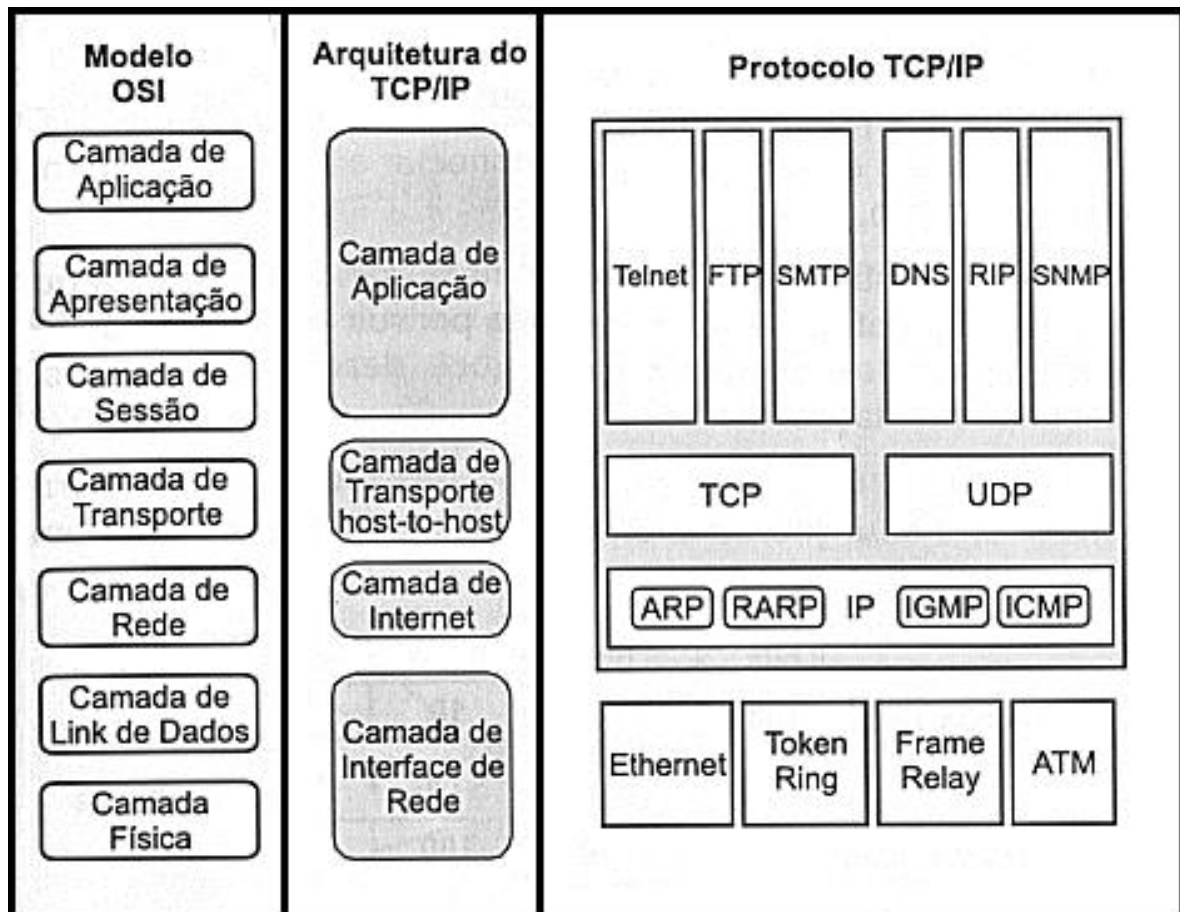 Modelo
OSI
Camada de
Aplicação
Camada de
Apresentação
Camada de
Sessão
Camada de
Transporte
Camada de
Rede
Camada de
Link de Dados
Camada
Física
Arquitetura do
TCP/IP
Camada de
Aplicação
Camada de
Transporte
host-to-host
Camada de
Internet
Camada de
Interface de
Rede
Protocolo TCP/IP
Telnet FTP SMTP DNS RIP SNMP
TCP UDP
ARP RARP IP IGMP ICMP
Ethernet
Token
Ring
Frame
Relay
ATM